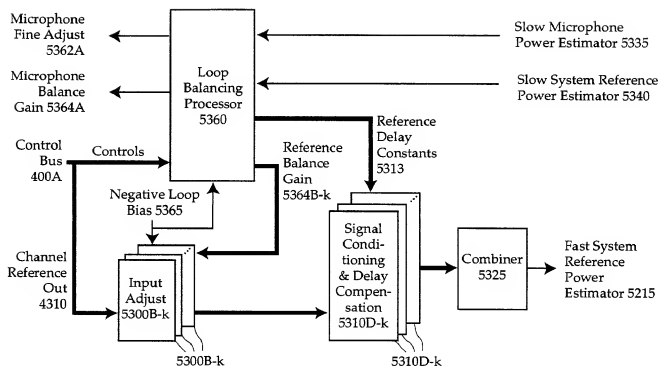 Microphone
Fine Adjust
5362A
Microphone
Balance
Gain 5364A
Loop
Balancing
Processor
5360
Slow Microphone
Power Estimator 5335
Slow System Reference
Power Estimator 5340
Control
Bus
400A
Controls
Reference
Balance
Gain
5364B-k
Reference
Delay
Constants
5313
Negative Loop
Bias 5365
Channel
Reference
Out
4310
Input
Adjust
5300B-k
5300B-k
Signal
Condi-
tioning
& Delay
Compen-
sation
5310D-k
5310D-k
Combiner
5325
Fast System
Reference
Power
Estimator 5215